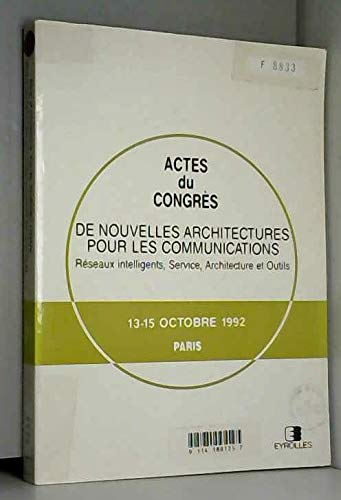 F 8833
ACTES
du
CONGRÈS
DE NOUVELLES ARCHITECTURES
POUR LES COMMUNICATIONS
Réseaux intelligents, Service, Architecture et Outils
13-15 OCTOBRE 1992
PARIS
EYROLLES